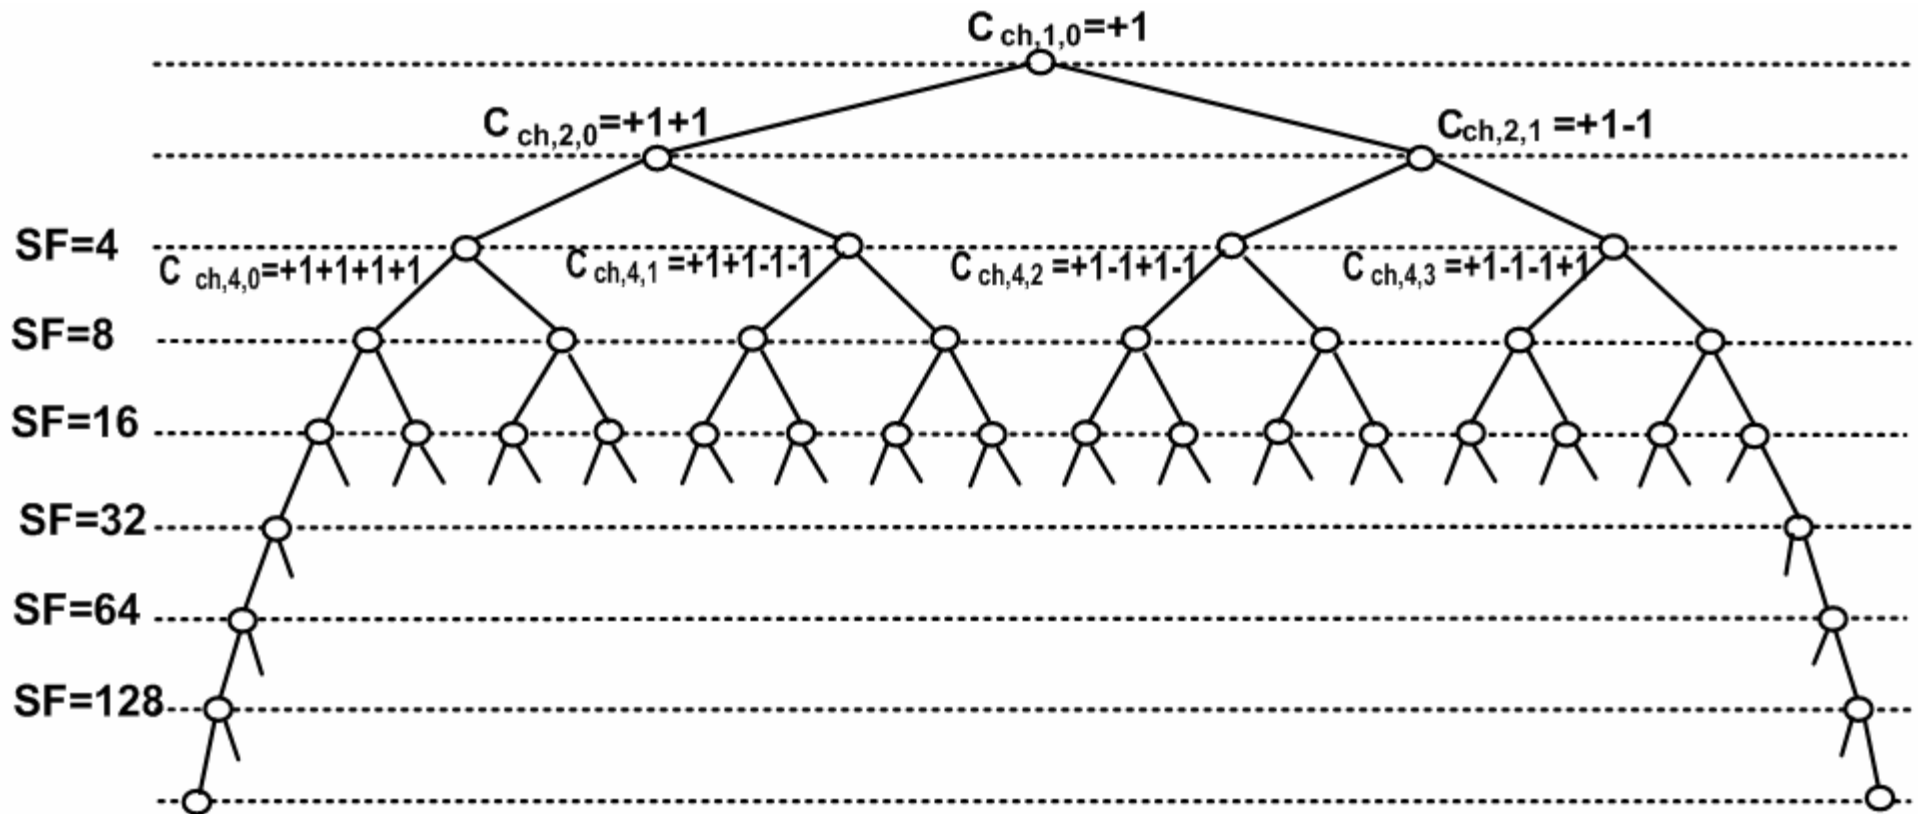 C ch,1,0=+1
C ch,2,0=+1+1
Cch,2,1 =+1-1
SF=4
C ch,4,0=+1+1+1+1
C ch,4,1 =+1+1-1-1
C ch,4,2 =+1-1+1-1
C ch,4,3 =+1-1-1+1
SF=8
SF=16
SF=32
SF=64
SF=128